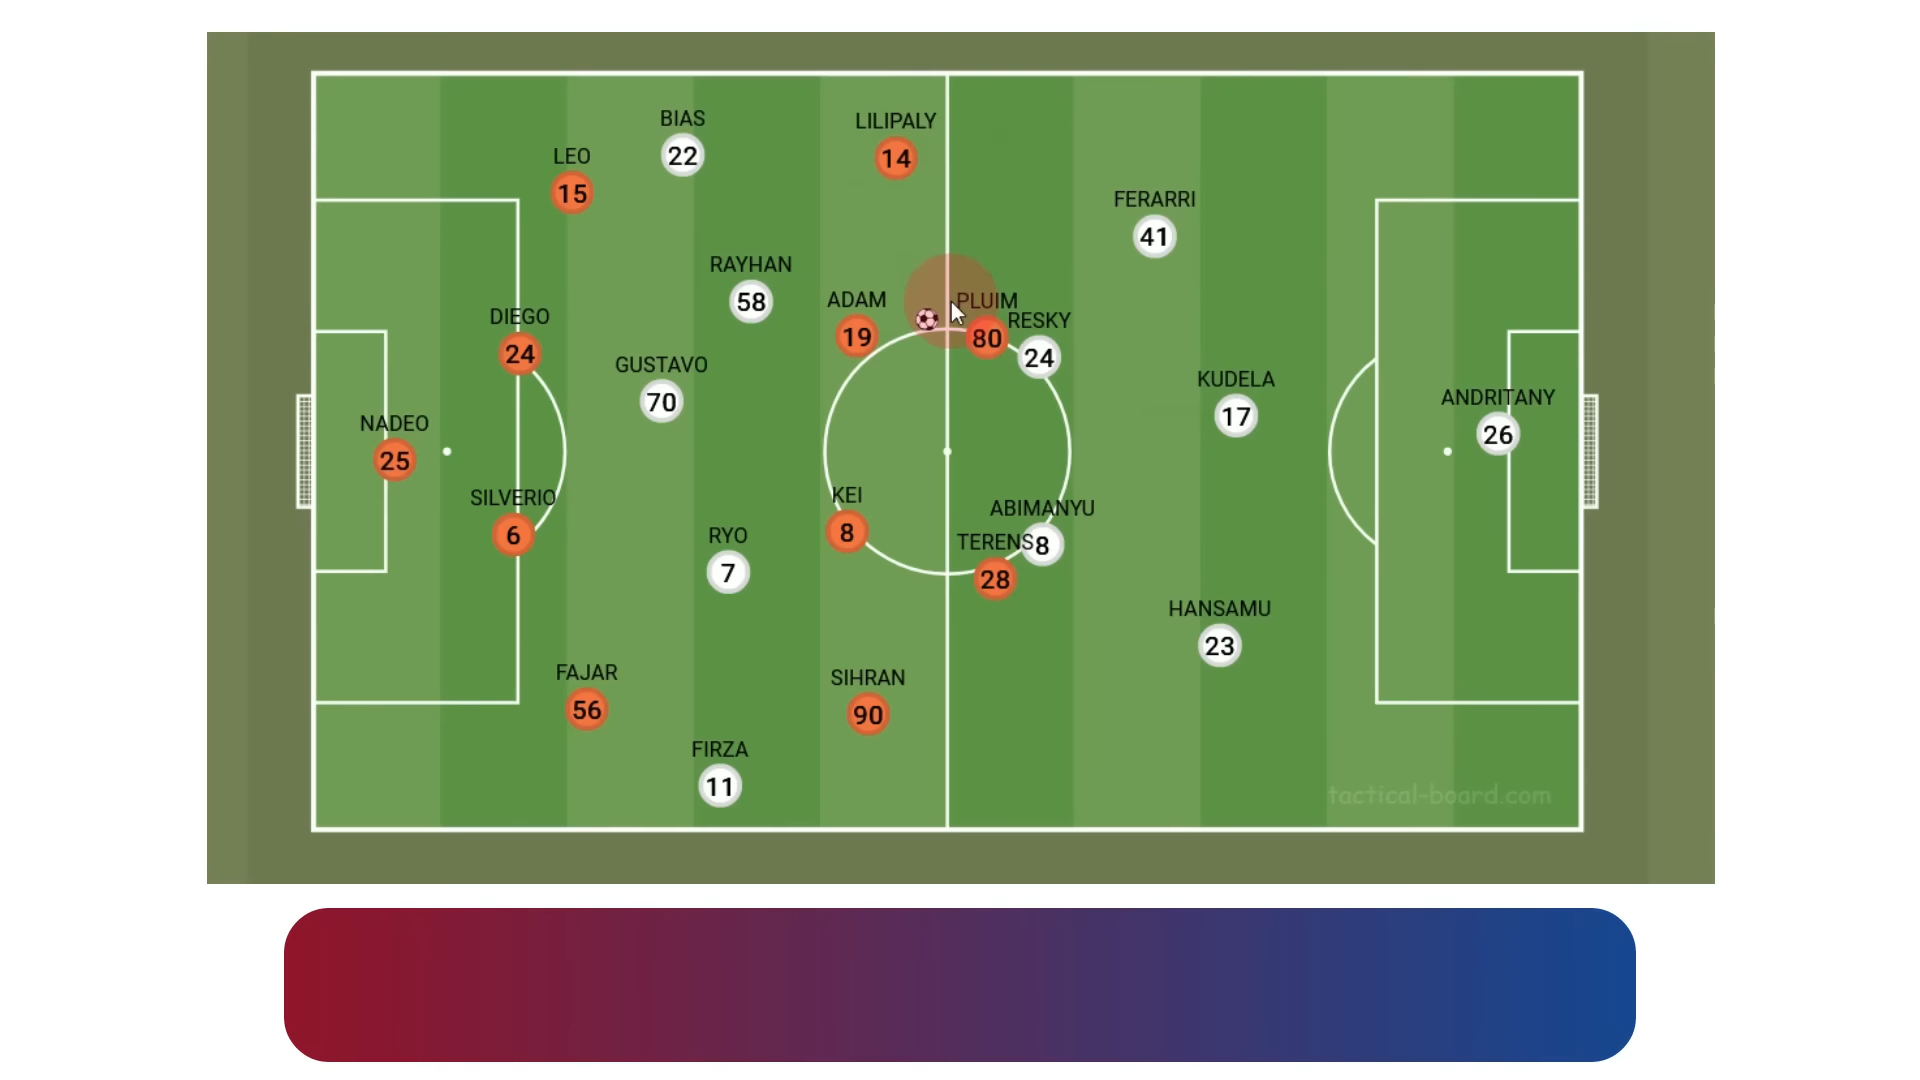 BIAS
22
LILIPALY
14
LEO
15
FERARRI
41
RAYHAN
58
ADAM
19
PLUIM
80
RESKY
24
DIEGO
24
GUSTAVO
70
KUDELA
17
ANDRITANY
26
NADEO
25
SILVERIO
6
KEI
8
ABIMANYU
8
RYO
7
TERENS
28
HANSAMU
23
FAJAR
56
SIHRAN
90
FIRZA
11
tactical-board.com